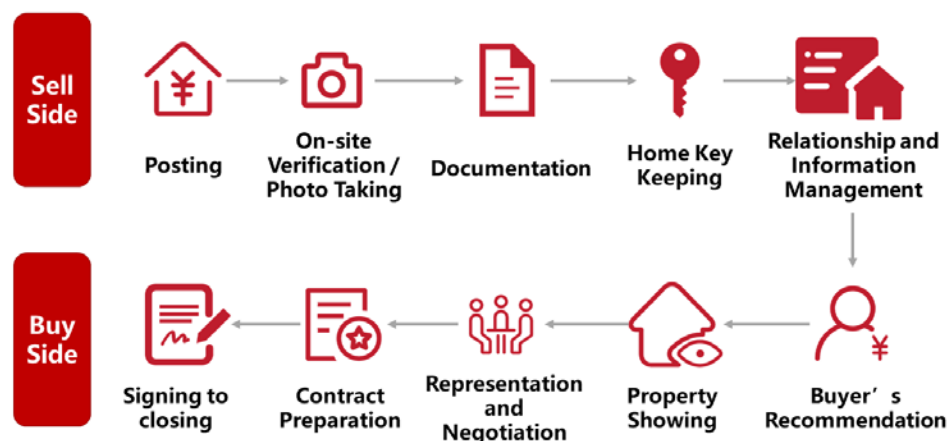 Sell
Side
Posting
On-site
Verification /
Photo Taking
Documentation
Home Key
Keeping
Relationship and
Information
Management
Buy
Side
Signing to
closing
Contract
Preparation
Representation
and
Negotiation
Property
Showing
Buyer’ s
Recommendation
¥
¥